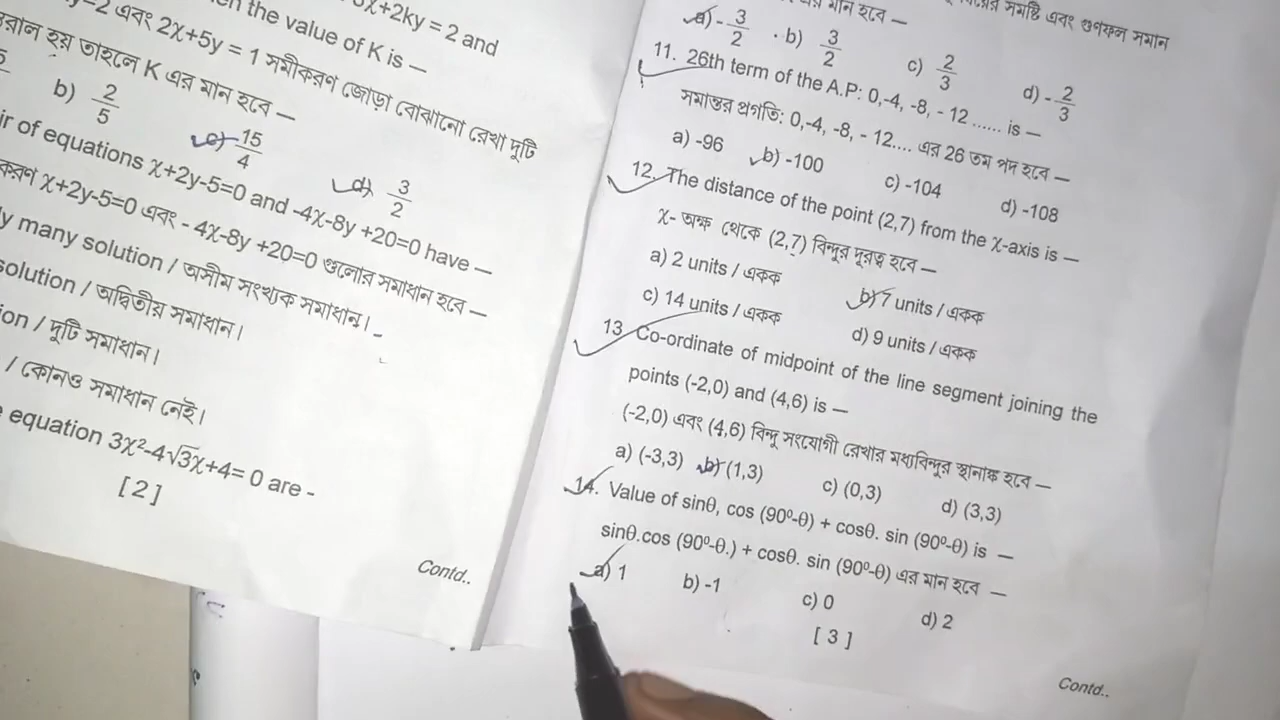 y=2 এবং 2x+5y = 1 সমীকরণ জোড়া বোঝানো রেখা দুটি
x+2ky = 2 and
the value of K is —
হয় তাহলে K এর মান হবে —
b) 2/5
c) 15/4
d) 3/2
of equations x+2y-5=0 and -4x-8y +20=0 have —
x+2y-5=0 এবং - 4x-8y +20=0 গুলোর সমাধান হবে —
many solution / অসীম সংখ্যক সমাধান।
solution / অদ্বিতীয় সমাধান।
/ দুটি সমাধান।
/ কোনও সমাধান নেই।
equation 3x²-4√3x+4= 0 are -
[ 2 ]
Contd..
সমষ্টি এবং গুণফল সমান
মান হবে —
a) - 3/2 b) 3/2 c) 2/3 d) - 2/3
11. 26th term of the A.P: 0,-4, -8, - 12 ...... is —
সমান্তর প্রগতি: 0,-4, -8, - 12.... এর 26 তম পদ হবে —
a) -96 b) -100 c) -104 d) -108
12. The distance of the point (2,7) from the x-axis is —
x- অক্ষ থেকে (2,7) বিন্দুর দূরত্ব হবে —
a) 2 units / একক b) 7 units / একক
c) 14 units / একক d) 9 units / একক
13 Co-ordinate of midpoint of the line segment joining the
points (-2,0) and (4,6) is —
(-2,0) এবং (4,6) বিন্দু সংযোগী রেখার মধ্যবিন্দুর স্থানাঙ্ক হবে —
a) (-3,3) b) (1,3) c) (0,3) d) (3,3)
14. Value of sinθ, cos (90⁰-θ) + cosθ. sin (90⁰-θ) is —
sinθ.cos (90⁰-θ.) + cosθ. sin (90⁰-θ) এর মান হবে —
a) 1 b) -1 c) 0 d) 2
[ 3 ]
Contd..